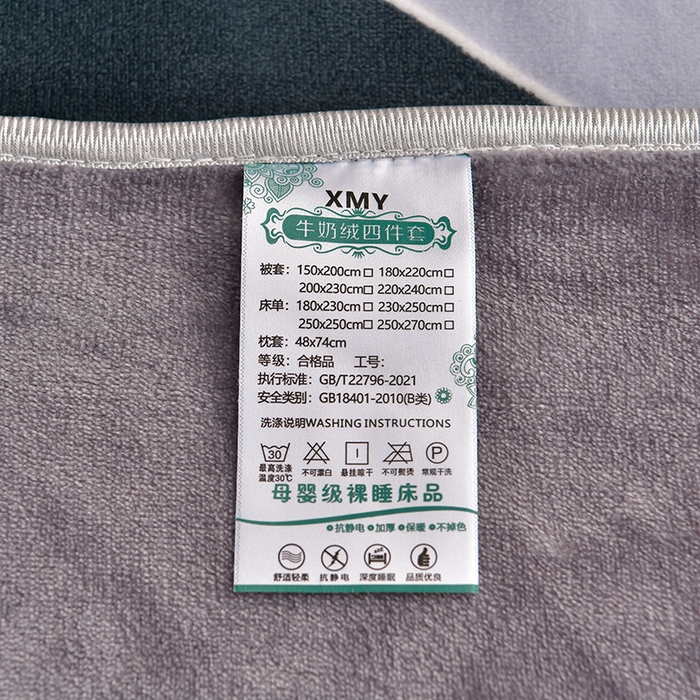 XMY
牛奶绒四件套
被套：150x200cm□ 180x220cm□
200x230cm□ 220x240cm□
床单：180x230cm□ 230x250cm□
250x250cm□ 250x270cm□
枕套：48x74cm
等级：合格品 工号：
执行标准：GB/T22796-2021
安全类别：GB18401-2010(B类)
洗涤说明WASHING INSTRUCTIONS
30 P
最高洗涤温度30℃ 不可漂白 悬挂晾干 不可熨烫 常规干洗
母婴级裸睡床品
抗静电 加厚 保暖 不掉色
舒适轻柔 抗静电 深度睡眠 品质优良